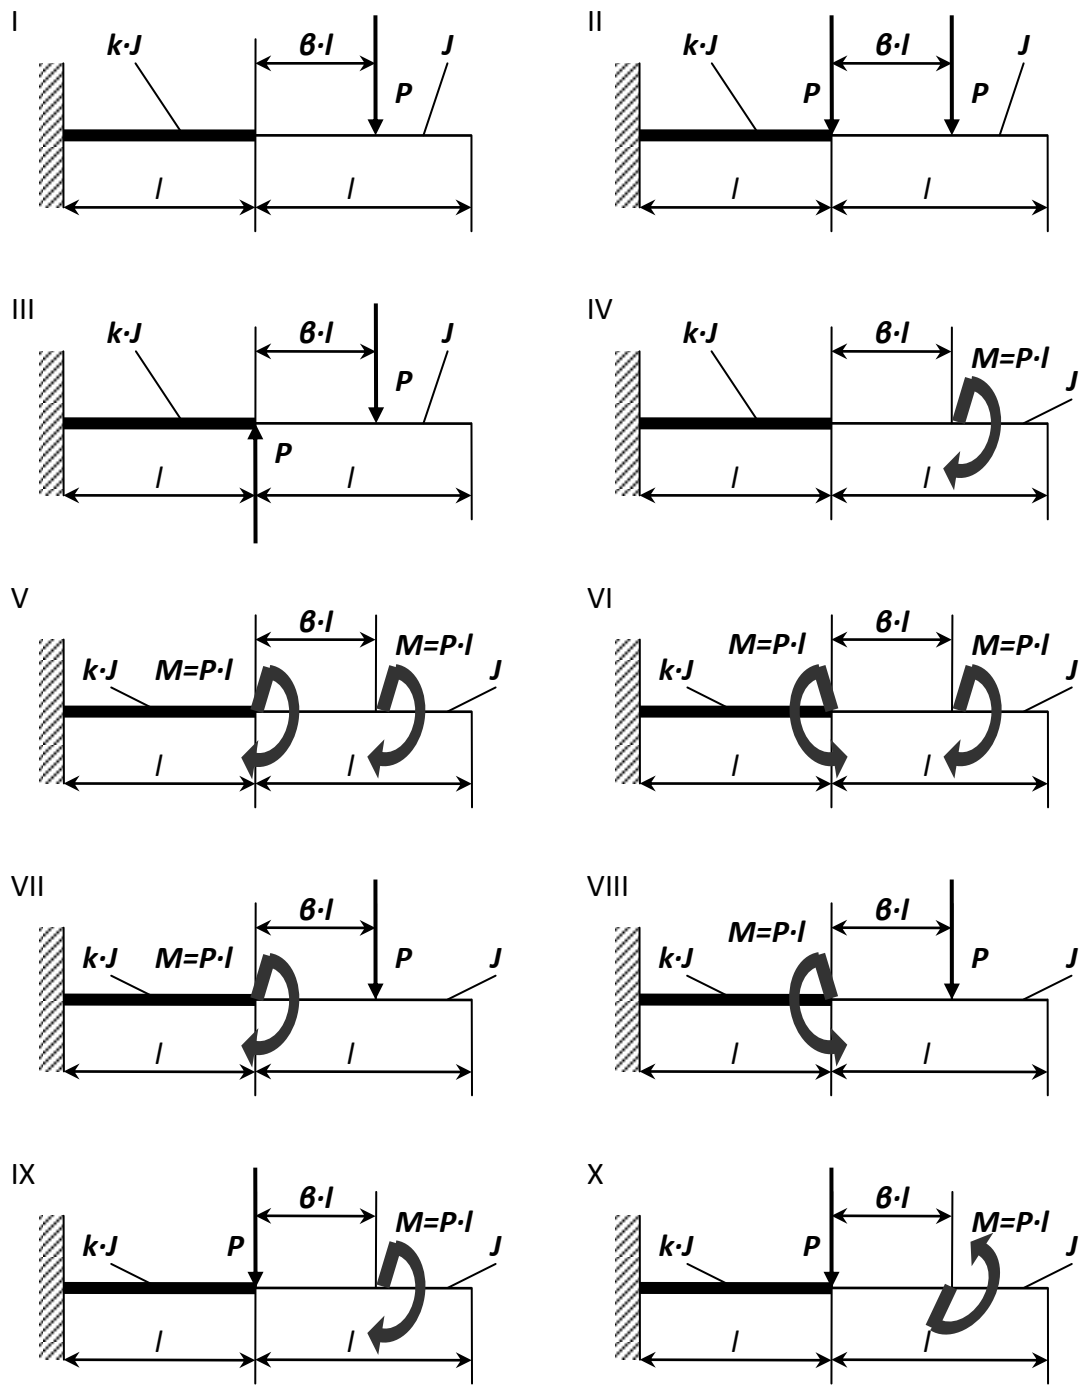 I II
k·J в·l J k·J в·l J
P P P
l l l l
III IV
k·J в·l J k·J в·l M=P·l
P J
P
l l l l
V VI
в·l в·l
k·J M=P·l M=P·l J k·J M=P·l M=P·l J
l l l l
VII VIII
в·l в·l
k·J M=P·l P J k·J M=P·l P J
l l l l
IX X
в·l в·l
k·J P M=P·l J k·J P M=P·l J
l l l l